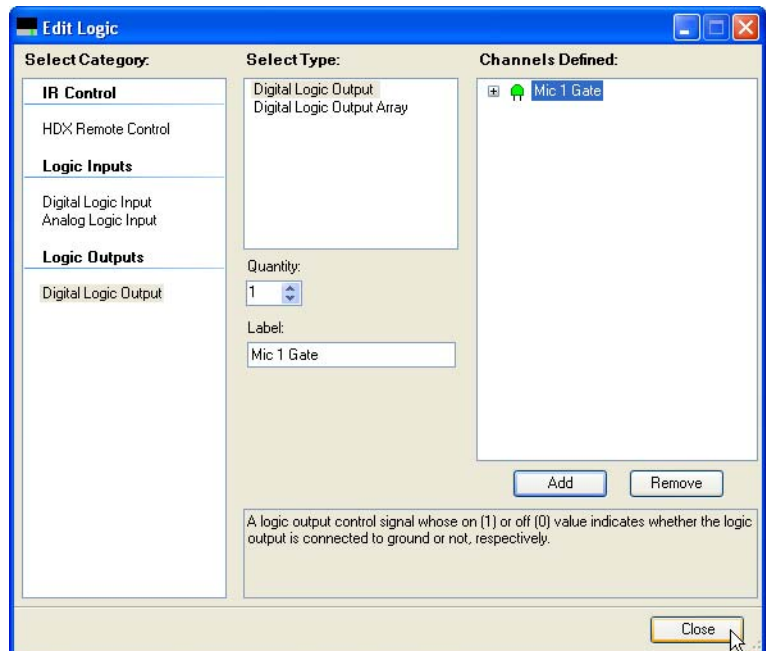 Edit Logic
Select Category:
IR Control
HDX Remote Control
Logic Inputs
Digital Logic Input
Analog Logic Input
Logic Outputs
Digital Logic Output
Select Type:
Digital Logic Output
Digital Logic Output Array
Quantity:
1
Label:
Mic 1 Gate
Channels Defined:
Mic 1 Gate
Add
Remove
A logic output control signal whose on (1) or off (0) value indicates whether the logic
output is connected to ground or not, respectively.
Close